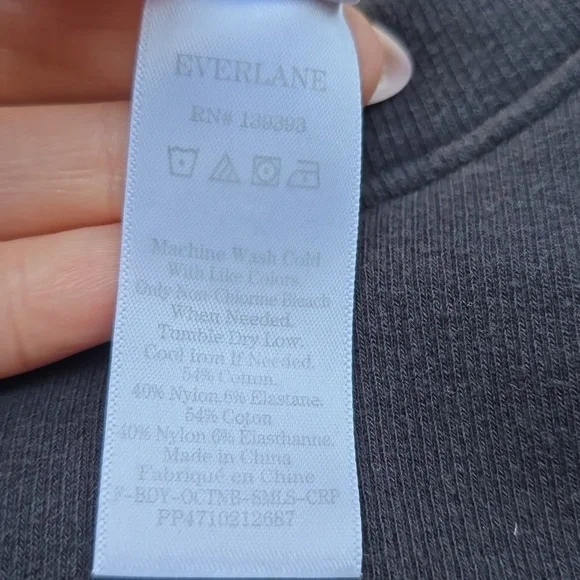 EVERLANE
RN# 139393
Machine Wash Cold
With Like Colors.
Only Non-Chlorine Bleach
When Needed.
Tumble Dry Low.
Cool Iron If Needed.
54% Cotton.
40% Nylon.6% Elastane.
54% Coton
40% Nylon 6% Elasthanne.
Made in China
Fabriqué en Chine
F-BDY-OCTNB-SMLS-CRP
PP4710212687